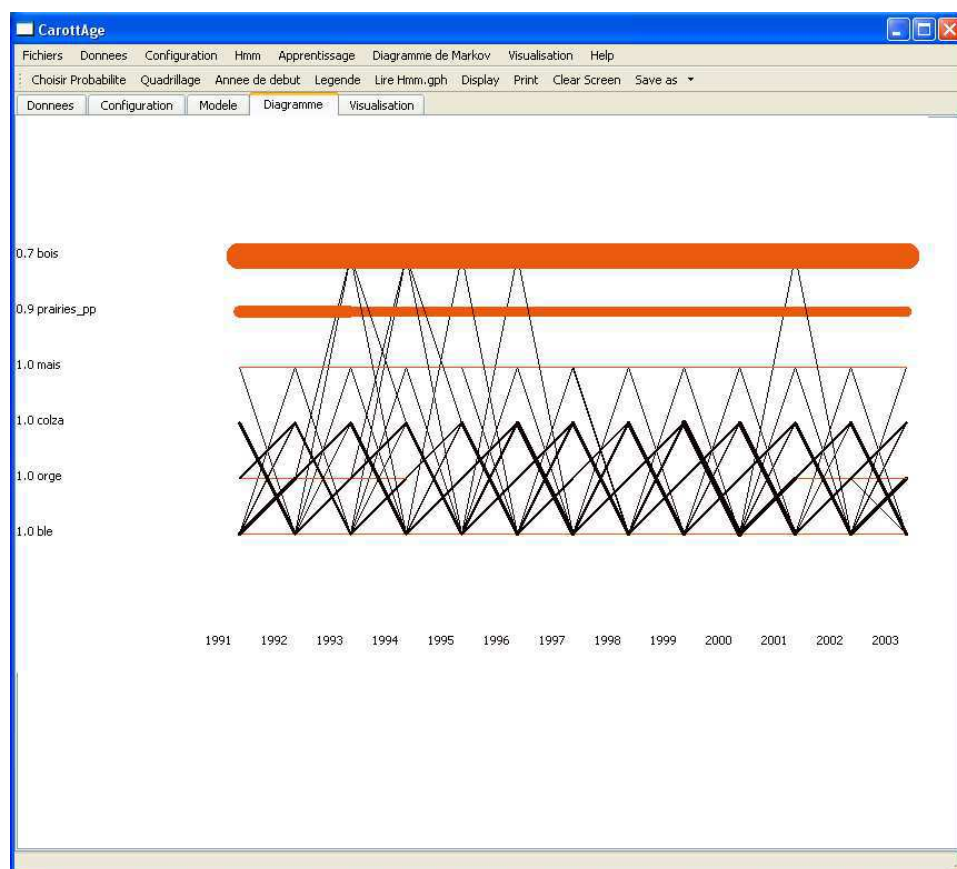 CarottAge
Fichiers Donnees Configuration Hmm Apprentissage Diagramme de Markov Visualisation Help
Choisir Probabilite Quadrillage Annee de debut Legende Lire Hmm.gph Display Print Clear Screen Save as
Donnees Configuration Modele Diagramme Visualisation
0.7 bois
0.9 prairies_pp
1.0 mais
1.0 colza
1.0 orge
1.0 ble
1991 1992 1993 1994 1995 1996 1997 1998 1999 2000 2001 2002 2003